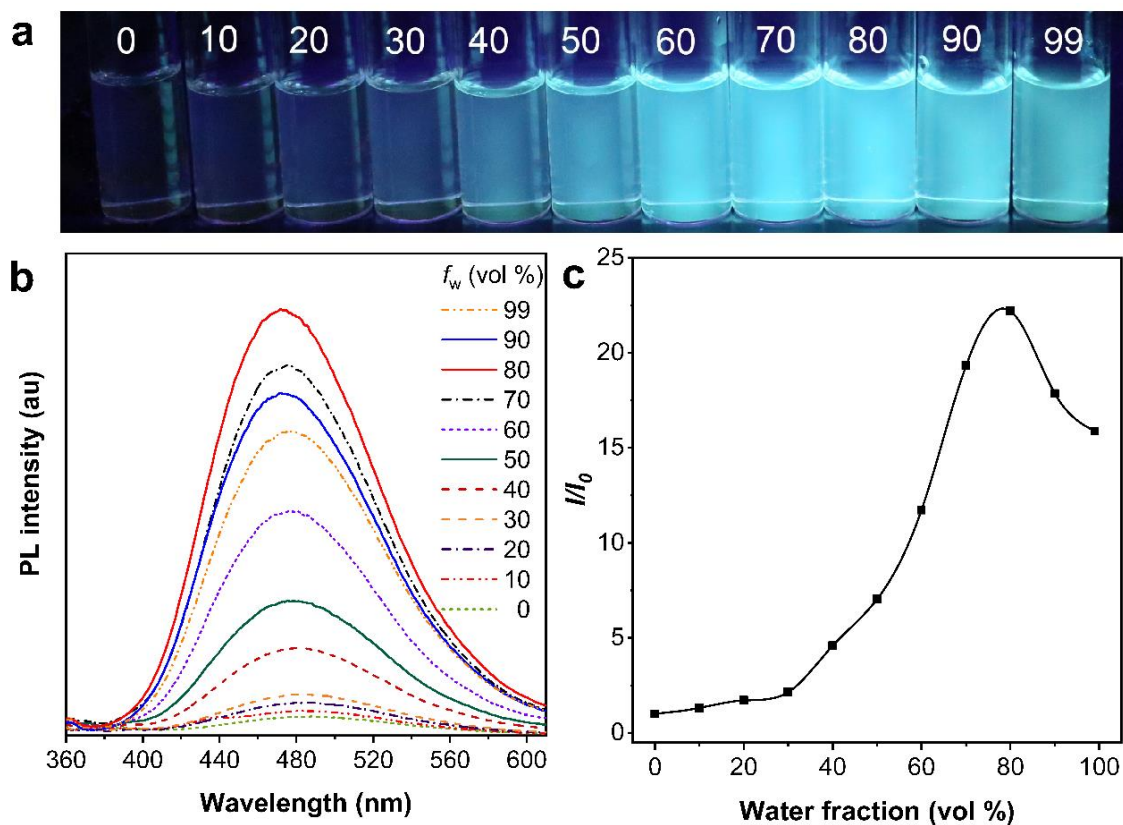 a
0 10 20 30 40 50 60 70 80 90 99
b
f_w (vol %)
99
90
80
70
60
50
40
30
20
10
0
PL intensity (au)
360 400 440 480 520 560 600
Wavelength (nm)
c
25
20
15
10
5
0
I/I_0
0 20 40 60 80 100
Water fraction (vol %)